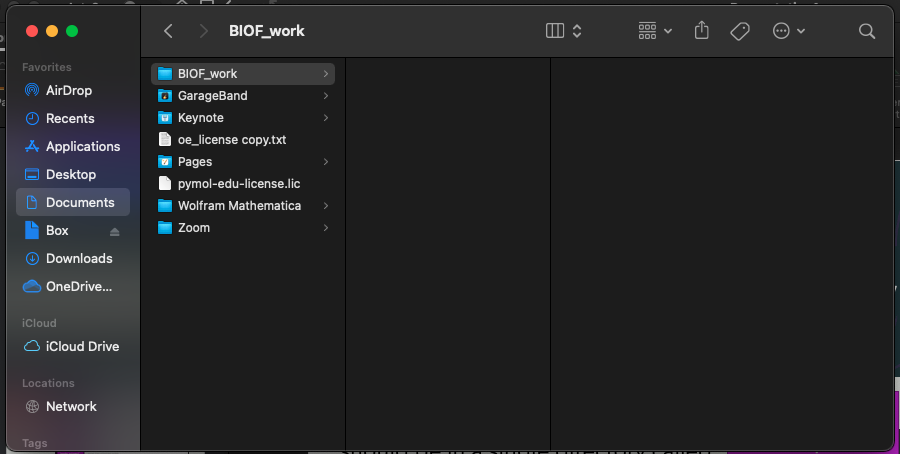 BIOF_work
Favorites
AirDrop
Recents
Applications
Desktop
Documents
Box
Downloads
OneDrive...
iCloud
iCloud Drive
Locations
Network
Tags
BIOF_work
GarageBand
Keynote
oe_license copy.txt
Pages
pymol-edu-license.lic
Wolfram Mathematica
Zoom